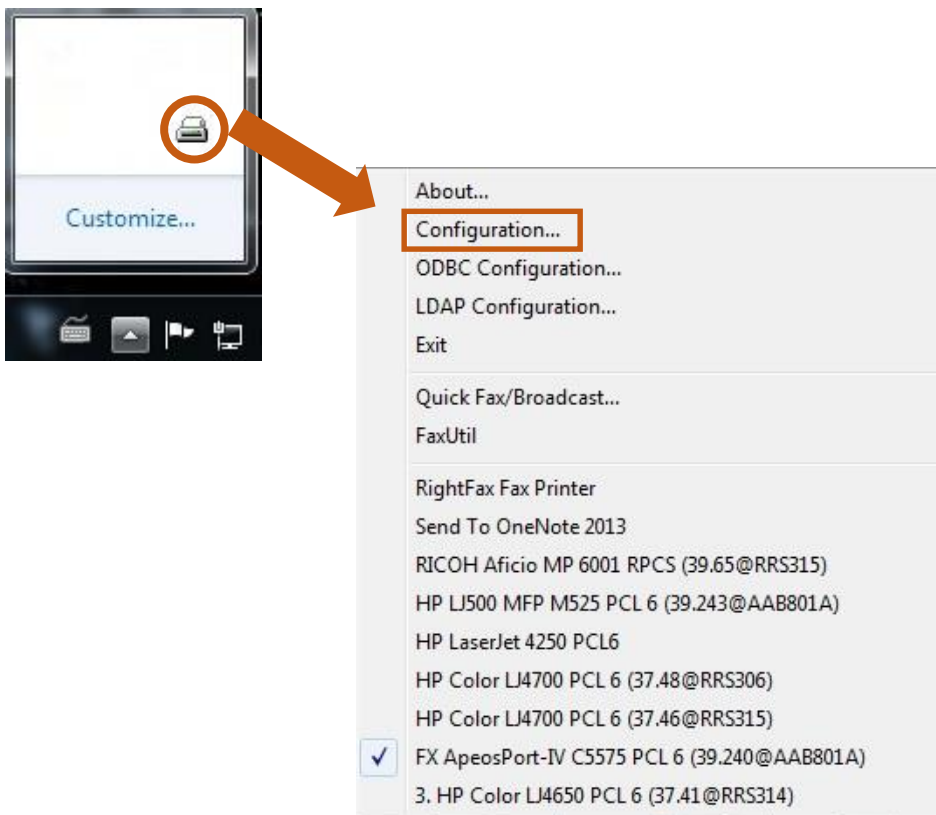 Customize...
About...
Configuration...
ODBC Configuration...
LDAP Configuration...
Exit
Quick Fax/Broadcast...
FaxUtil
RightFax Fax Printer
Send To OneNote 2013
RICOH Aficio MP 6001 RPCS (39.65@RRS315)
HP LJ500 MFP M525 PCL 6 (39.243@AAB801A)
HP LaserJet 4250 PCL6
HP Color LJ4700 PCL 6 (37.48@RRS306)
HP Color LJ4700 PCL 6 (37.46@RRS315)
FX ApeosPort-IV C5575 PCL 6 (39.240@AAB801A)
3. HP Color LJ4650 PCL 6 (37.41@RRS314)